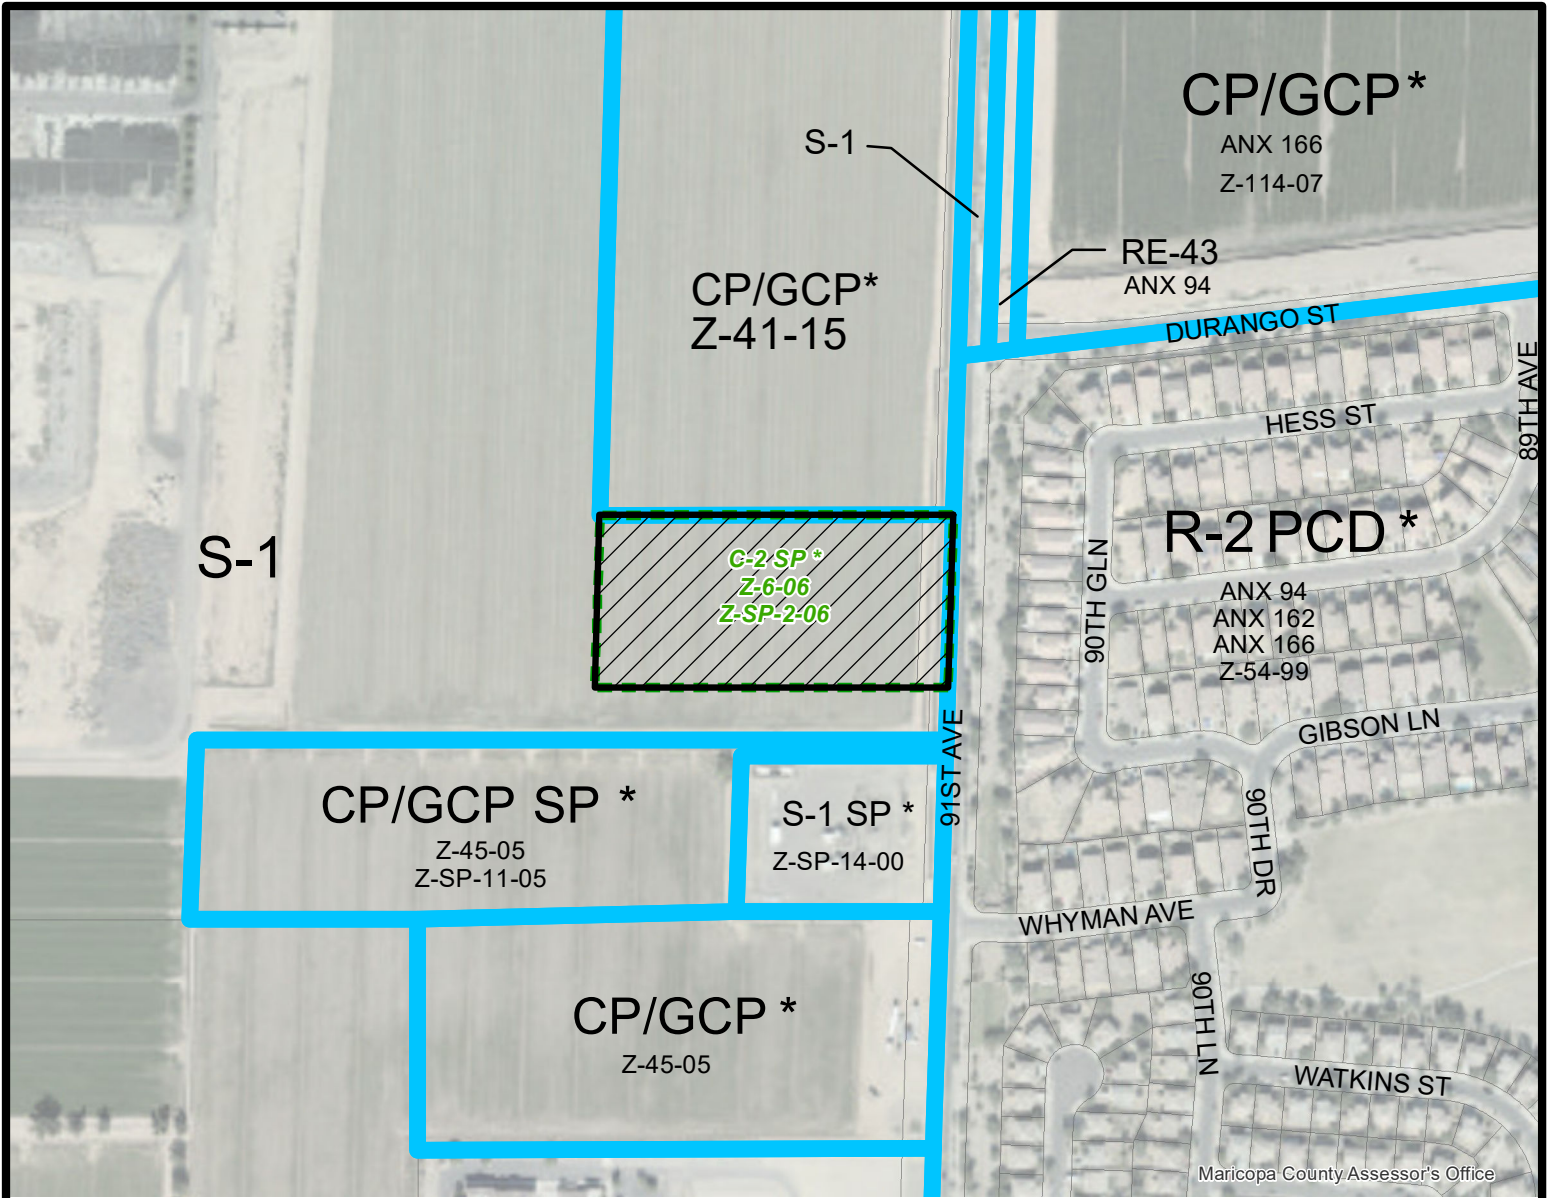 CP/GCP *
ANX 166
Z-114-07
S-1
RE-43
ANX 94
CP/GCP*
Z-41-15
DURANGO ST
HESS ST
89TH AVE
S-1
C-2 SP *
Z-6-06
Z-SP-2-06
R-2 PCD *
ANX 94
ANX 162
ANX 166
Z-54-99
90TH GLN
GIBSON LN
91ST AVE
90TH DR
CP/GCP SP *
Z-45-05
Z-SP-11-05
S-1 SP *
Z-SP-14-00
WHYMAN AVE
90TH LN
CP/GCP *
Z-45-05
WATKINS ST
Maricopa County Assessor's Office